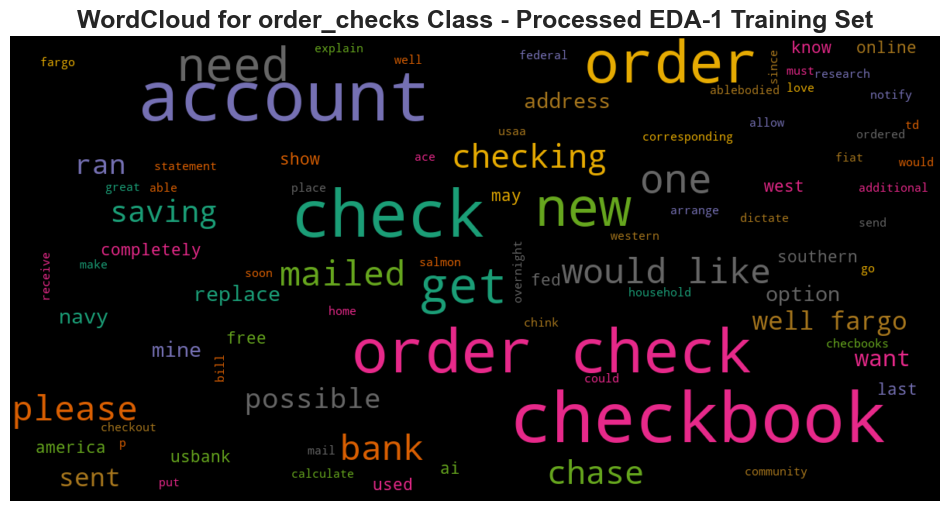 WordCloud for order_checks Class - Processed EDA-1 Training Set
fargo
explain
well
federal
since
know
online
need
order
must
research
ablebodied
love
notify
account
address
usaa
corresponding
allow
td
ordered
ran
statement
show
ace
checking
fiat
would
great
able
place
may
one
west
additional
saving
check
new
arrange
dictate
send
western
completely
receive
make
soon
mailed
salmon
get
overnight
fed
would like
southern
go
household
replace
option
navy
home
chink
well fargo
free
checbooks
mine
bill
order check
want
could
last
please
possible
checkbook
checkout
p
america
usbank
mail
bank
ai
chase
community
sent
put
calculate
used